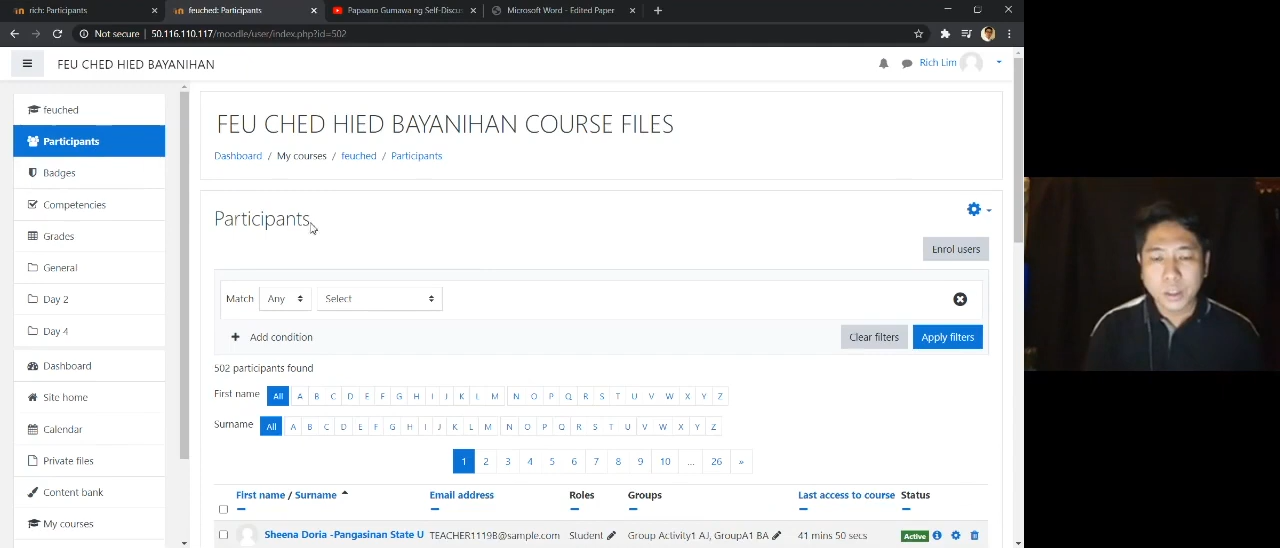 rich: Participants
feuched: Participants
Papaano Gumawa ng Self-Discus
Microsoft Word - Edited Paper
Not secure
50.116.110.117/moodle/user/index.php?id=502
FEU CHED HIED BAYANIHAN
Rich Lim
feuched
Participants
Badges
Competencies
Grades
General
Day 2
Day 4
Dashboard
Site home
Calendar
Private files
Content bank
My courses
FEU CHED HIED BAYANIHAN COURSE FILES
Dashboard / My courses / feuched / Participants
Participants
Enrol users
Match Any Select
Add condition
Clear filters
Apply filters
502 participants found
First name All A B C D E F G H I J K L M N O P Q R S T U V W X Y Z
Surname All A B C D E F G H I J K L M N O P Q R S T U V W X Y Z
1 2 3 4 5 6 7 8 9 10 ... 26 »
First name / Surname Email address Roles Groups Last access to course Status
Sheena Doria -Pangasinan State U TEACHER1119B@sample.com Student Group Activity1 AJ, GroupA1 BA 41 mins 50 secs Active